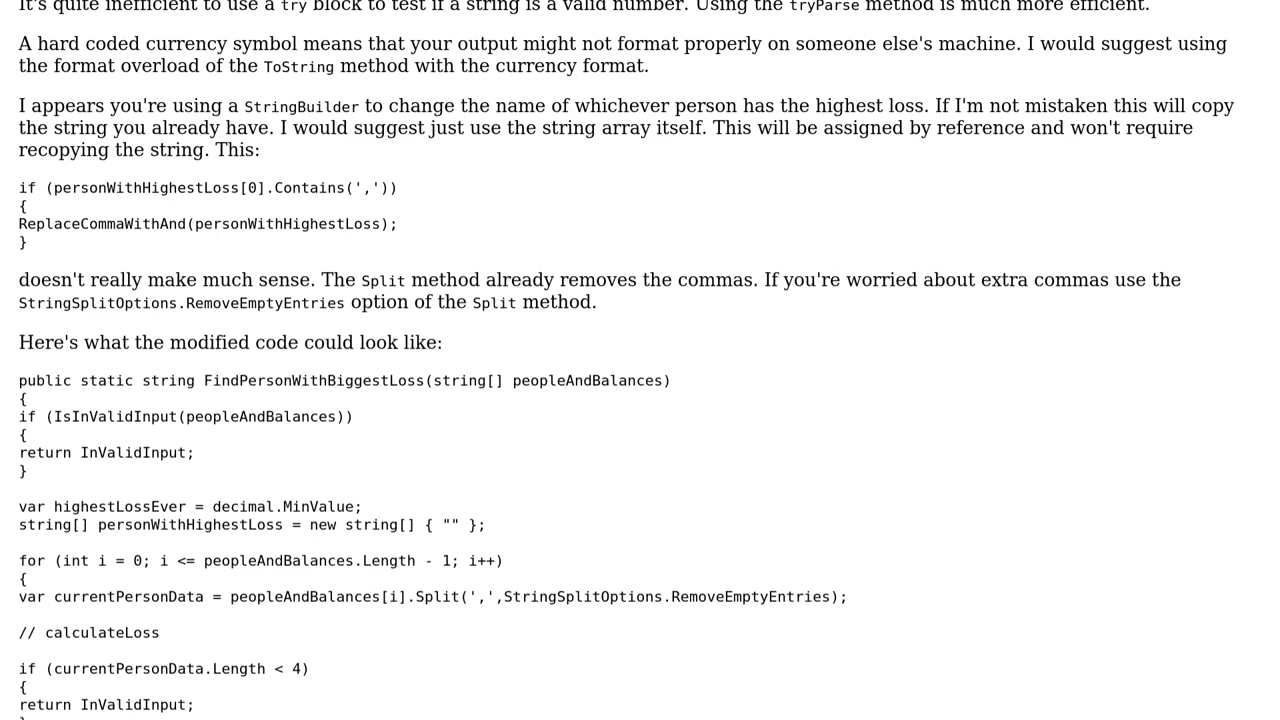 It's quite inefficient to use a try block to test if a string is a valid number. Using the tryParse method is much more efficient.
A hard coded currency symbol means that your output might not format properly on someone else's machine. I would suggest using
the format overload of the ToString method with the currency format.
I appears you're using a StringBuilder to change the name of whichever person has the highest loss. If I'm not mistaken this will copy
the string you already have. I would suggest just use the string array itself. This will be assigned by reference and won't require
recopying the string. This:
if (personWithHighestLoss[0].Contains(','))
{
ReplaceCommaWithAnd(personWithHighestLoss);
}
doesn't really make much sense. The Split method already removes the commas. If you're worried about extra commas use the
StringSplitOptions.RemoveEmptyEntries option of the Split method.
Here's what the modified code could look like:
public static string FindPersonWithBiggestLoss(string[] peopleAndBalances)
{
if (IsInValidInput(peopleAndBalances))
{
return InValidInput;
}
var highestLossEver = decimal.MinValue;
string[] personWithHighestLoss = new string[] { "" };
for (int i = 0; i <= peopleAndBalances.Length - 1; i++)
{
var currentPersonData = peopleAndBalances[i].Split(',',StringSplitOptions.RemoveEmptyEntries);
// calculateLoss
if (currentPersonData.Length < 4)
{
return InValidInput;
}